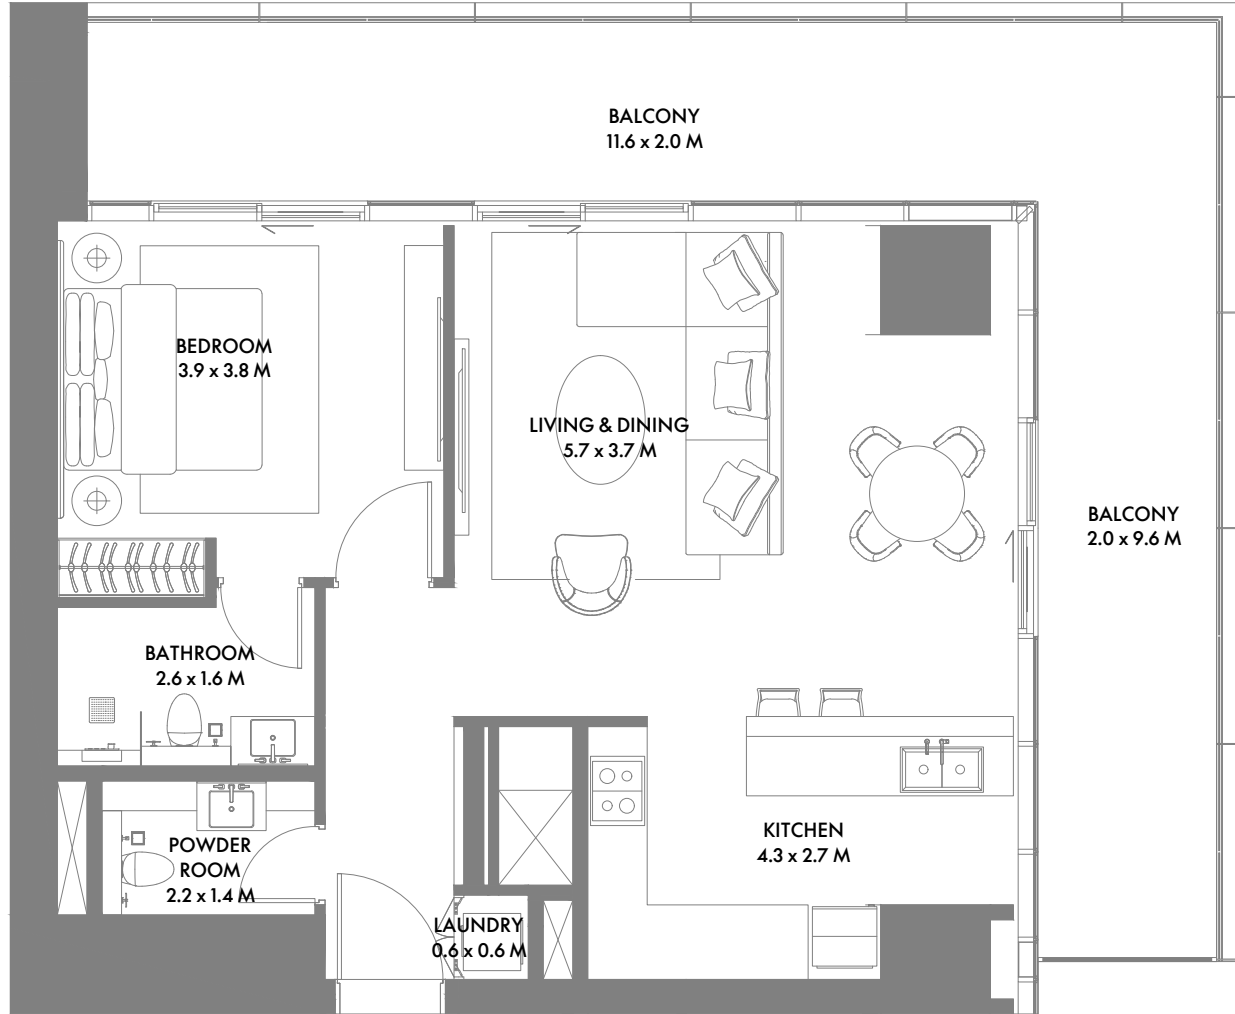 BALCONY
11.6 x 2.0 M
BEDROOM
3.9 x 3.8 M
LIVING & DINING
5.7 x 3.7 M
BALCONY
2.0 x 9.6 M
BATHROOM
2.6 x 1.6 M
KITCHEN
4.3 x 2.7 M
POWDER
ROOM
2.2 x 1.4 M
LAUNDRY
0.6 x 0.6 M